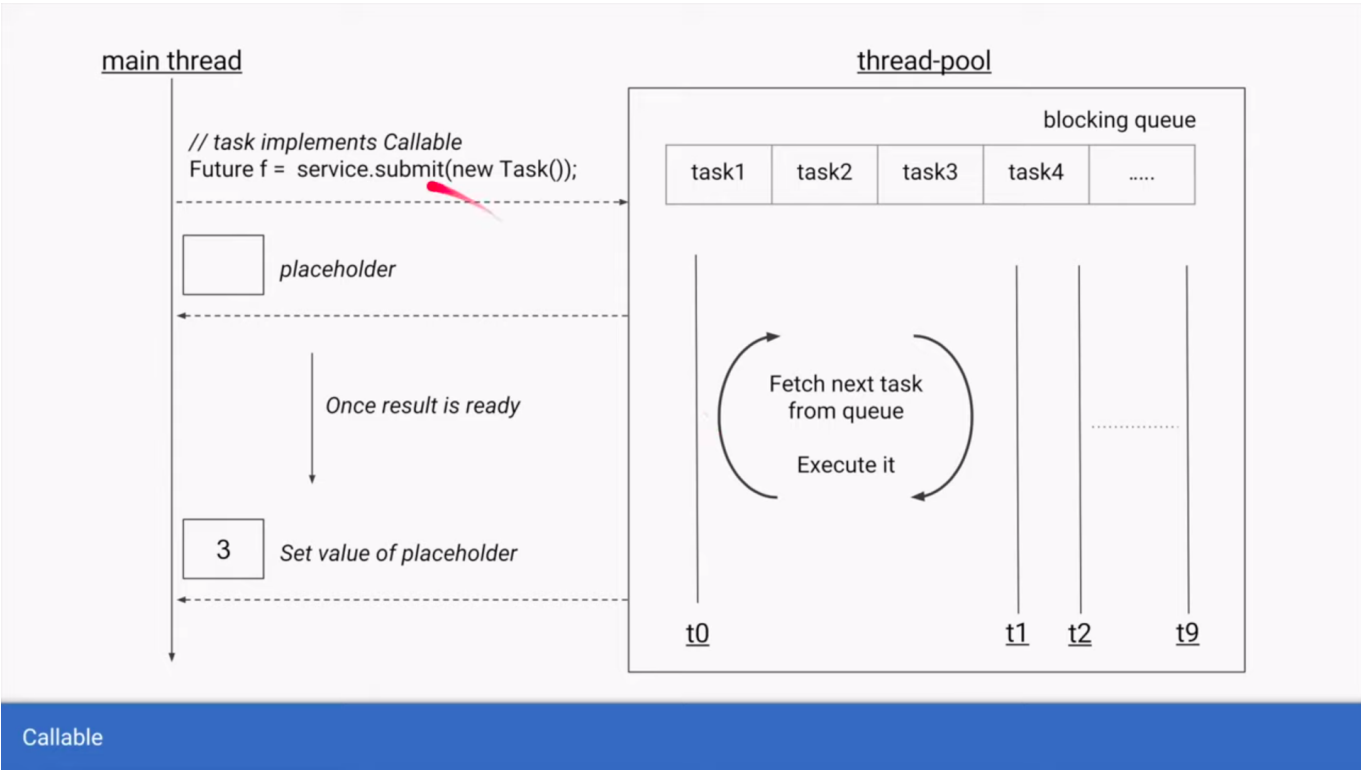 main thread
thread-pool
// task implements Callable
Future f =  service.submit(new Task());
blocking queue
task1
task2
task3
task4
.....
placeholder
Once result is ready
Fetch next task
from queue
Execute it
3
Set value of placeholder
t0
t1
t2
t9
Callable